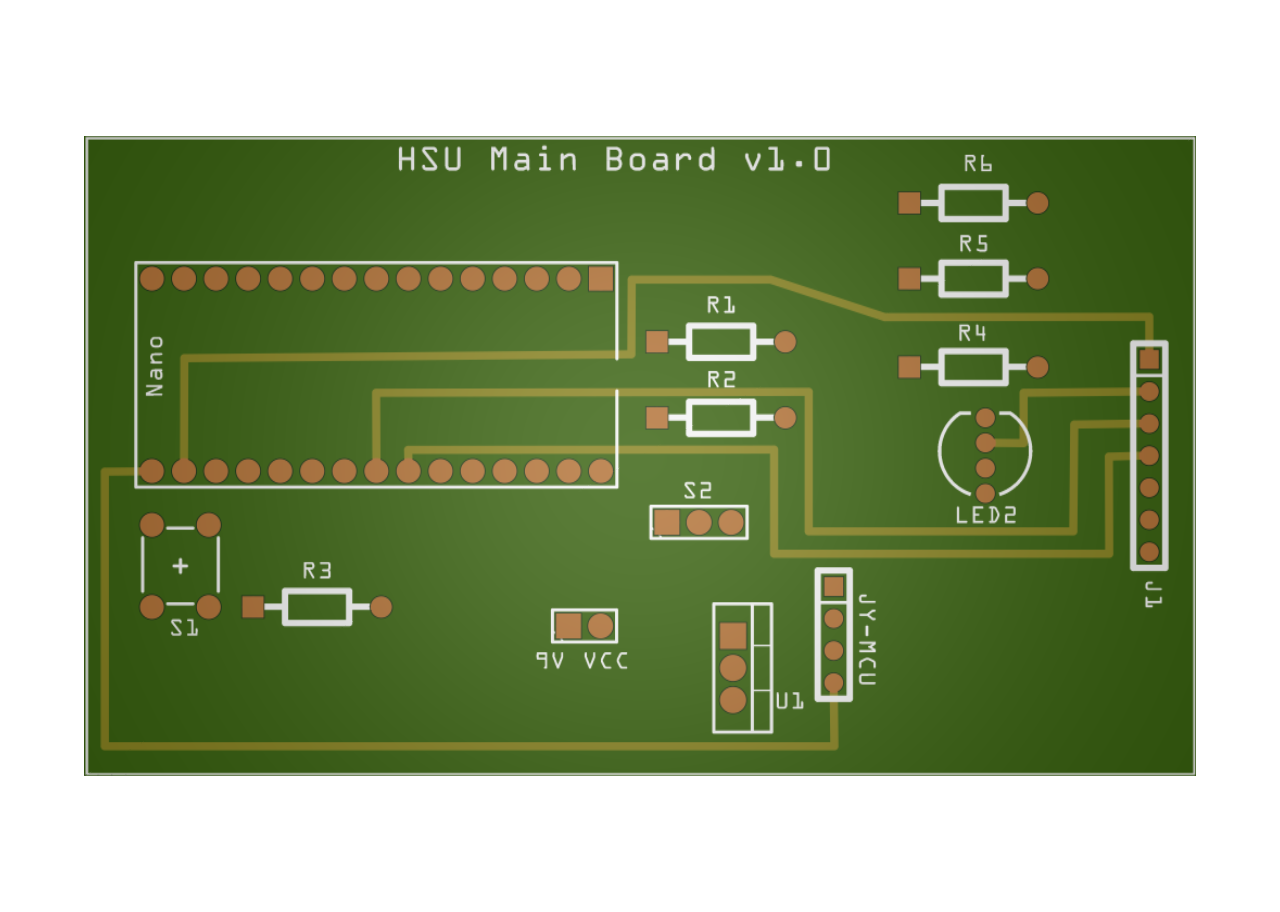 HSU Main Board v1.0
R6
R5
R1
R4
Nano
R2
S2
LED2
R3
J1
S1
JY-MCU
9V VCC
U1